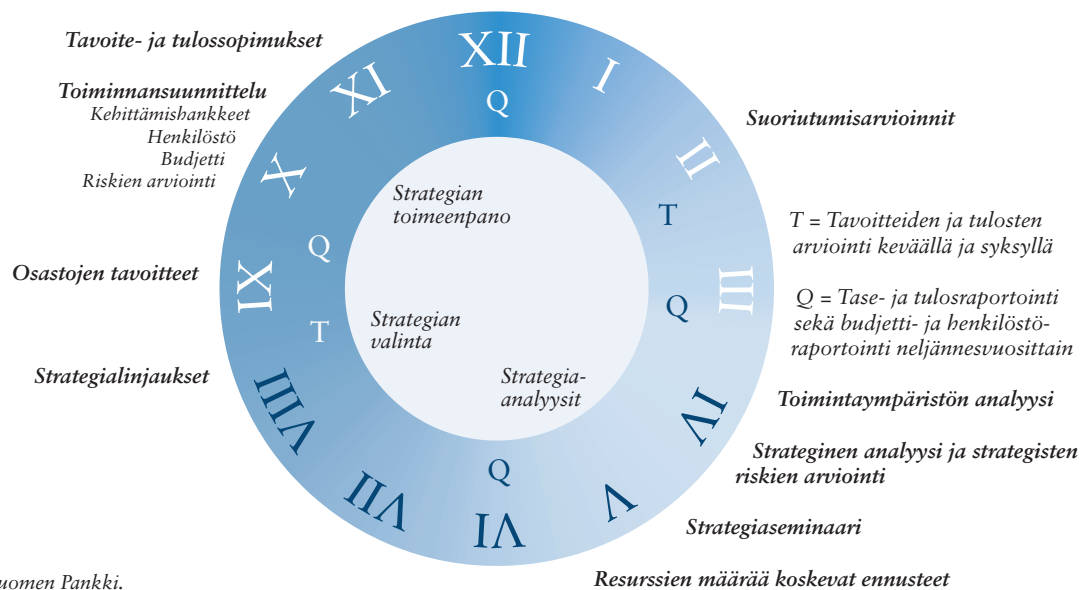 Tavoite- ja tulossopimukset
Toiminnansuunnittelu
Kehittämishankkeet
Henkilöstö
Budjetti
Riskien arviointi
Osastojen tavoitteet
Strategialinjaukset
XII
I
II
III
IV
V
VI
VII
VIII
IX
X
XI
Q
T
Q
Q
T
Q
Strategian
toimeenpano
Strategian
valinta
Strategia-
analyysit
Suoriutumisarvioinnit
T = Tavoitteiden ja tulosten
arviointi keväällä ja syksyllä
Q = Tase- ja tulosraportointi
sekä budjetti- ja henkilöstö-
raportointi neljännesvuosittain
Toimintaympäristön analyysi
Strateginen analyysi ja strategisten
riskien arviointi
Strategiaseminaari
Resurssien määrää koskevat ennusteet
uomen Pankki.